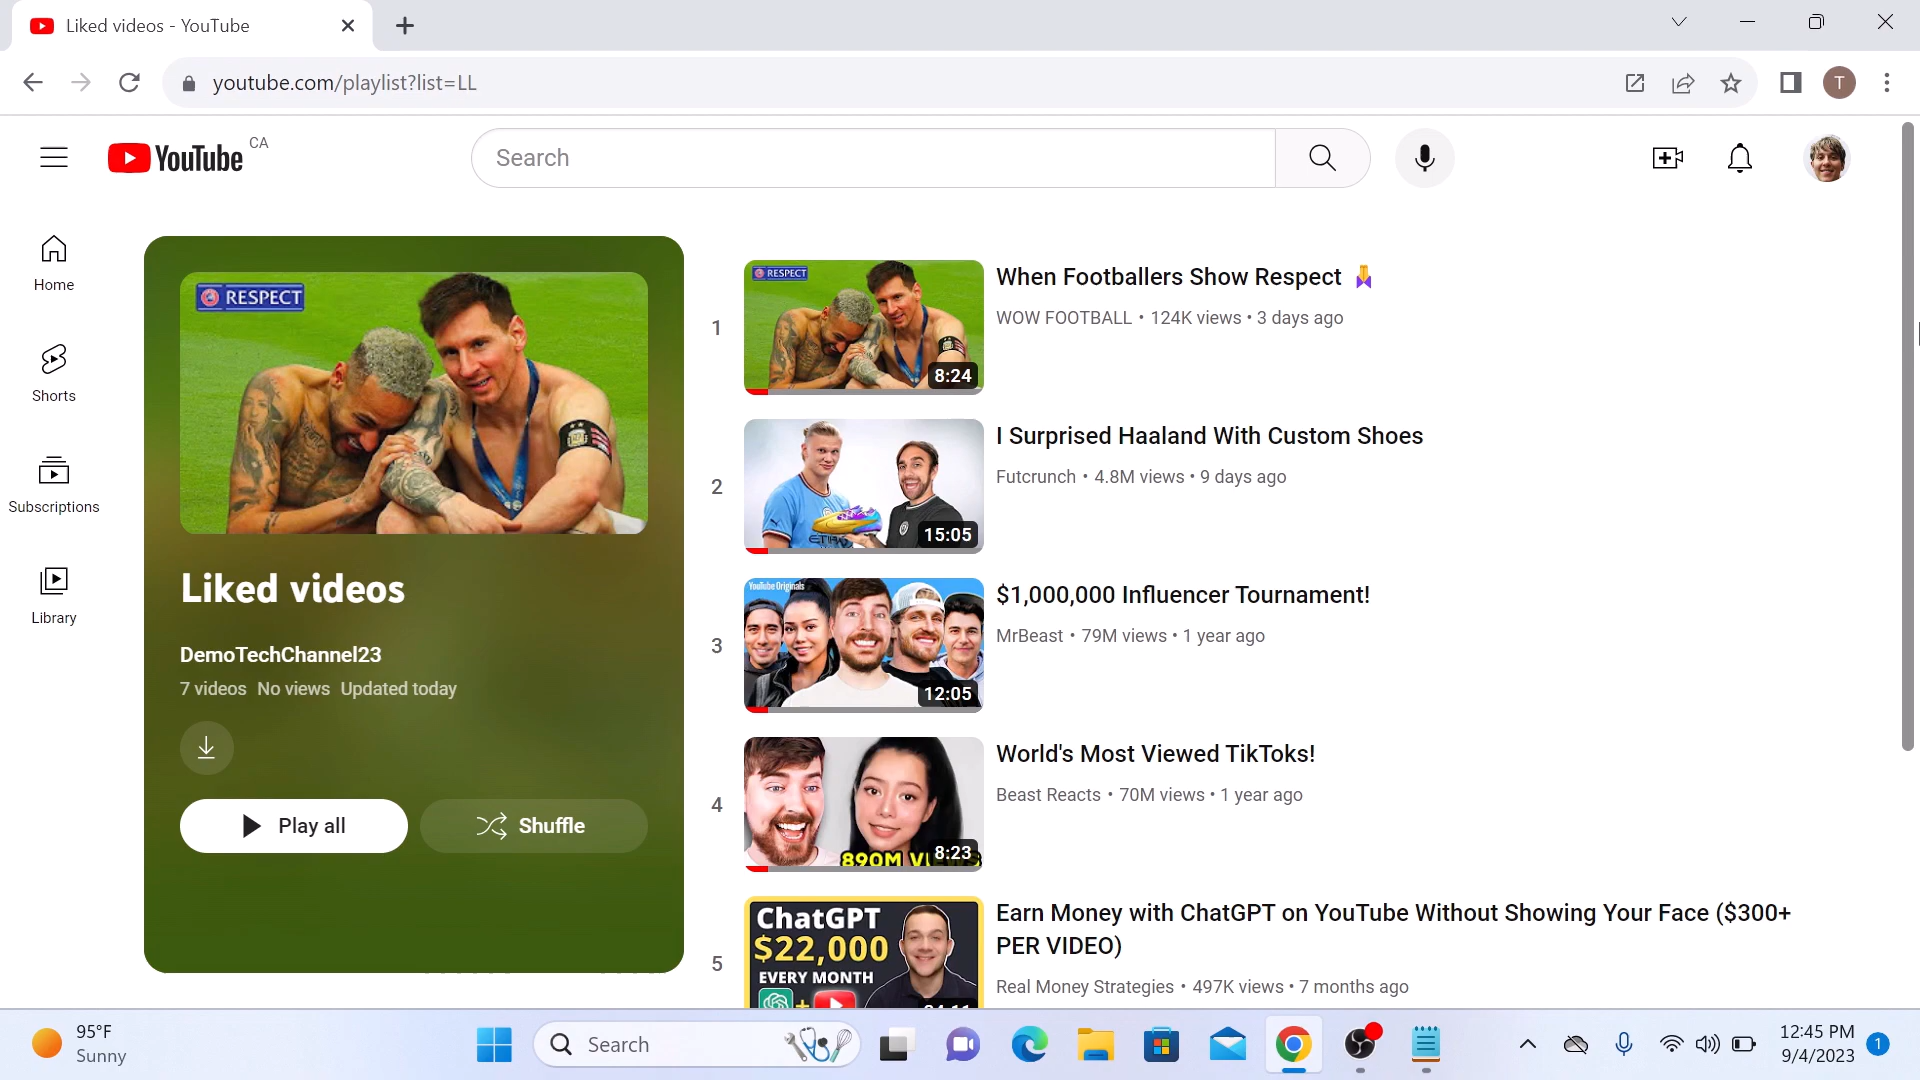 Liked videos - YouTube
youtube.com/playlist?list=LL
T
YouTube CA
Search
Home
Shorts
Subscriptions
Library
RESPECT
Liked videos
DemoTechChannel23
7 videos No views Updated today
Play all
Shuffle
1
RESPECT
8:24
When Footballers Show Respect
WOW FOOTBALL • 124K views • 3 days ago
2
15:05
I Surprised Haaland With Custom Shoes
Futcrunch • 4.8M views • 9 days ago
3
YouTube Originals
12:05
$1,000,000 Influencer Tournament!
MrBeast • 79M views • 1 year ago
4
890M
8:23
World's Most Viewed TikToks!
Beast Reacts • 70M views • 1 year ago
5
ChatGPT
$22,000
EVERY MONTH
+
Earn Money with ChatGPT on YouTube Without Showing Your Face ($300+
PER VIDEO)
Real Money Strategies • 497K views • 7 months ago
95°F
Sunny
Search
12:45 PM
9/4/2023
1